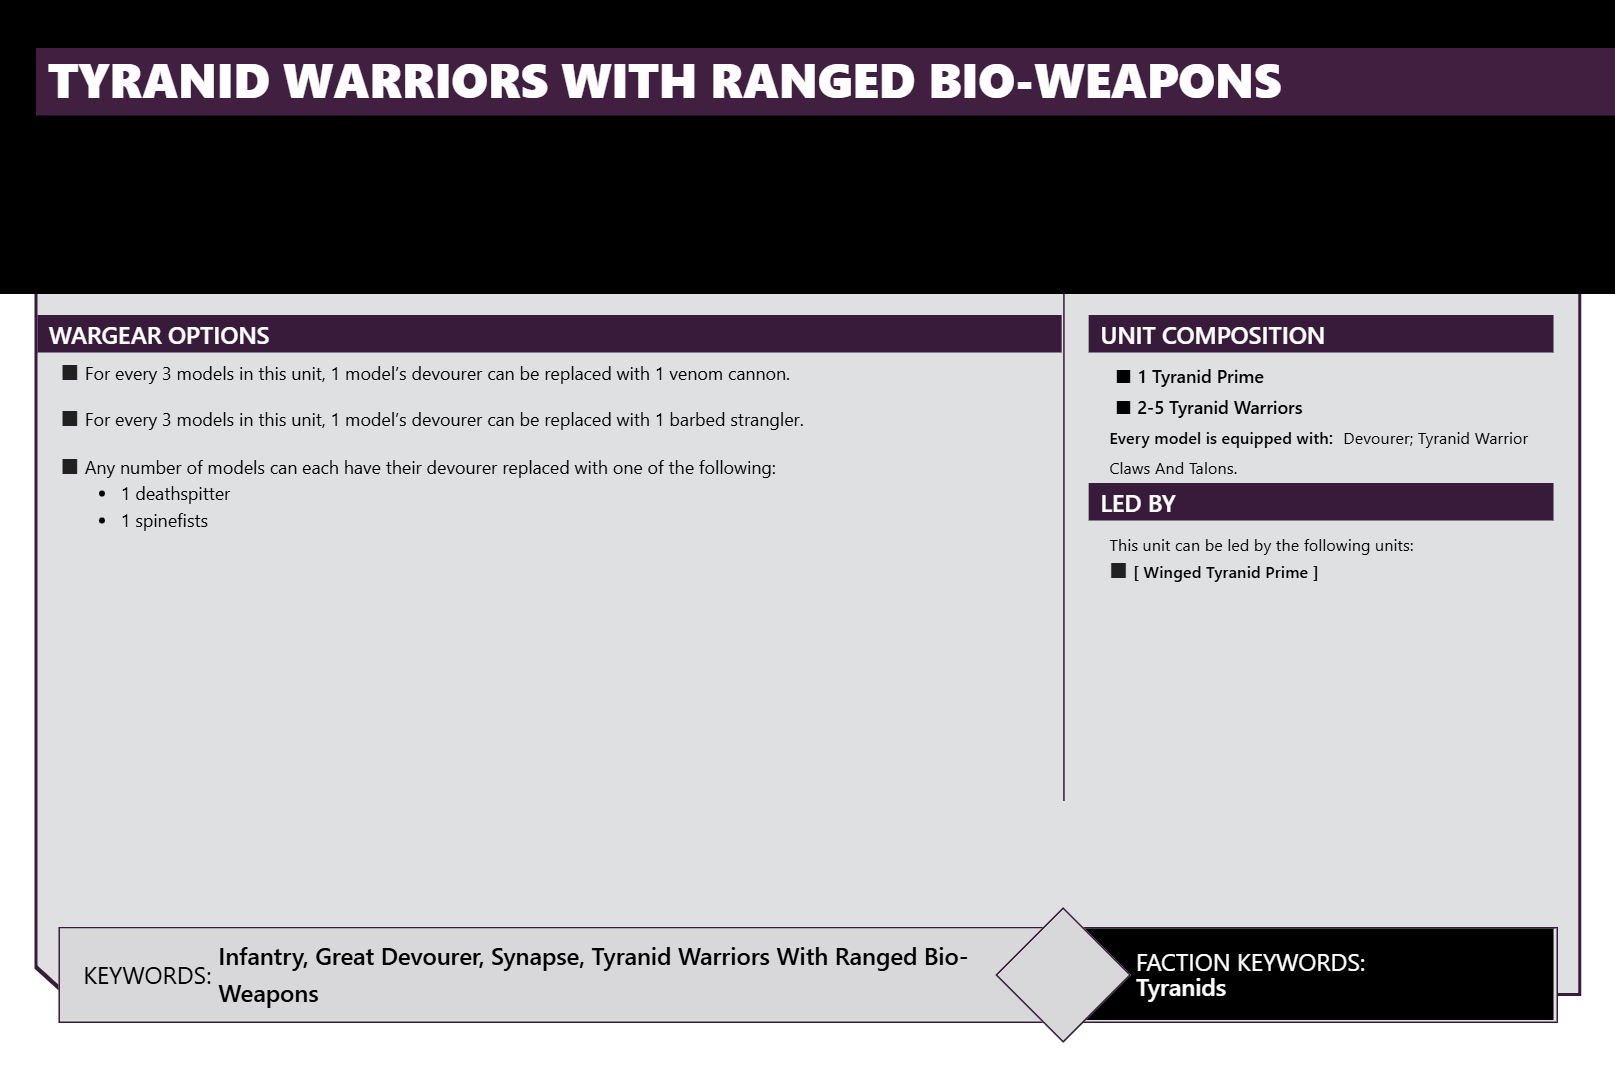 TYRANID WARRIORS WITH RANGED BIO-WEAPONS
WARGEAR OPTIONS
■ For every 3 models in this unit, 1 model’s devourer can be replaced with 1 venom cannon.
■ For every 3 models in this unit, 1 model’s devourer can be replaced with 1 barbed strangler.
■ Any number of models can each have their devourer replaced with one of the following:
• 1 deathspitter
• 1 spinefists
UNIT COMPOSITION
■ 1 Tyranid Prime
■ 2-5 Tyranid Warriors
Every model is equipped with: Devourer; Tyranid Warrior
Claws And Talons.
LED BY
This unit can be led by the following units:
■ [ Winged Tyranid Prime ]
KEYWORDS: Infantry, Great Devourer, Synapse, Tyranid Warriors With Ranged Bio-
Weapons
FACTION KEYWORDS:
Tyranids